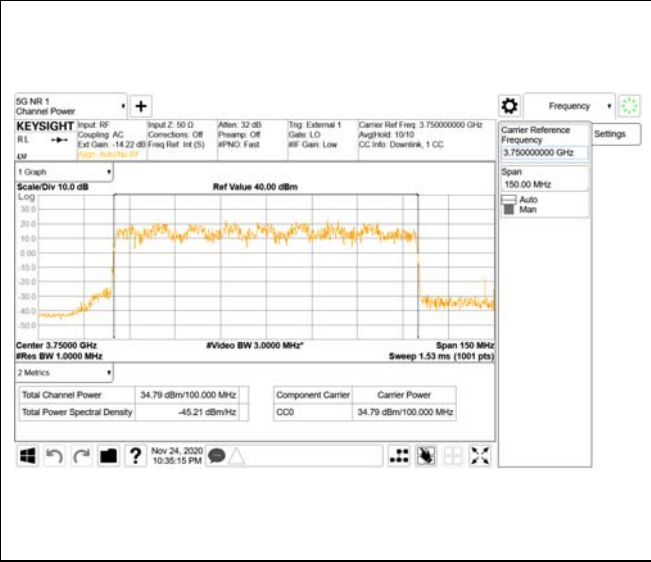 5G NR 1
Channel Power
Frequency
KEYSIGHT Input: RF Input Z: 50 Ω Atten: 32 dB Trig: External 1 Carrier Ref Freq: 3.750000000 GHz
R L Coupling: AC Corrections: Off Preamp: Off Gate: LO Avg|Hold: 10/10
Ext Gain: -14.22 dB Freq Ref: Int (S) #PNO: Fast #IF Gain: Low CC Info: Downlink, 1 CC
Align: Auto/No RF
Carrier Reference
Frequency
3.750000000 GHz
Settings
Span
150.00 MHz
Auto
Man
1 Graph
Scale/Div 10.0 dB Ref Value 40.00 dBm
Log
30.0
20.0
10.0
0.00
-10.0
-20.0
-30.0
-40.0
-50.0
Center 3.75000 GHz #Video BW 3.0000 MHz* Span 150 MHz
#Res BW 1.0000 MHz Sweep 1.53 ms (1001 pts)
2 Metrics
Total Channel Power 34.79 dBm/100.000 MHz Component Carrier Carrier Power
Total Power Spectral Density -45.21 dBm/Hz CC0 34.79 dBm/100.000 MHz
? Nov 24, 2020
10:35:15 PM